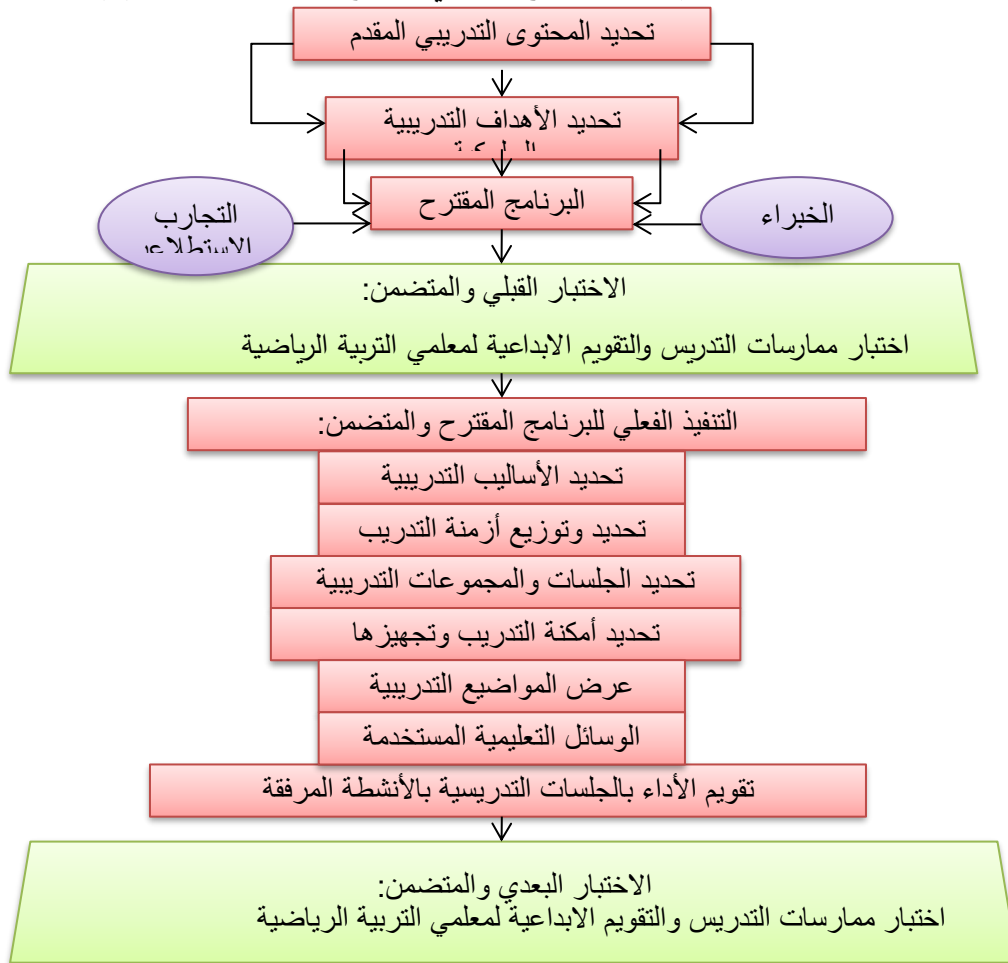 تحديد المحتوى التدريبي المقدم
تحديد الأهداف التدريبية
البرنامج المقترح
الخبراء
التجارب
الاختبار القبلي والمتضمن:
اختبار ممارسات التدريس والتقويم الابداعية لمعلمي التربية الرياضية
التنفيذ الفعلي للبرنامج المقترح والمتضمن:
تحديد الأساليب التدريبية
تحديد وتوزيع أزمنة التدريب
تحديد الجلسات والمجموعات التدريبية
تحديد أمكنة التدريب وتجهيزها
عرض المواضيع التدريبية
الوسائل التعليمية المستخدمة
تقويم الأداء بالجلسات التدريسية بالأنشطة المرفقة
الاختبار البعدي والمتضمن:
اختبار ممارسات التدريس والتقويم الابداعية لمعلمي التربية الرياضية